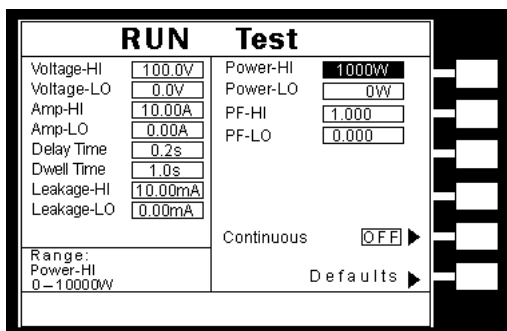 RUN Test
Voltage-HI 100.0V
Voltage-LO 0.0V
Amp-HI 10.00A
Amp-LO 0.00A
Delay Time 0.2s
Dwell Time 1.0s
Leakage-HI 10.00mA
Leakage-LO 0.00mA
Power-HI 1000W
Power-LO 0W
PF-HI 1.000
PF-LO 0.000
Continuous OFF
Defaults
Range:
Power-HI
0–10000W